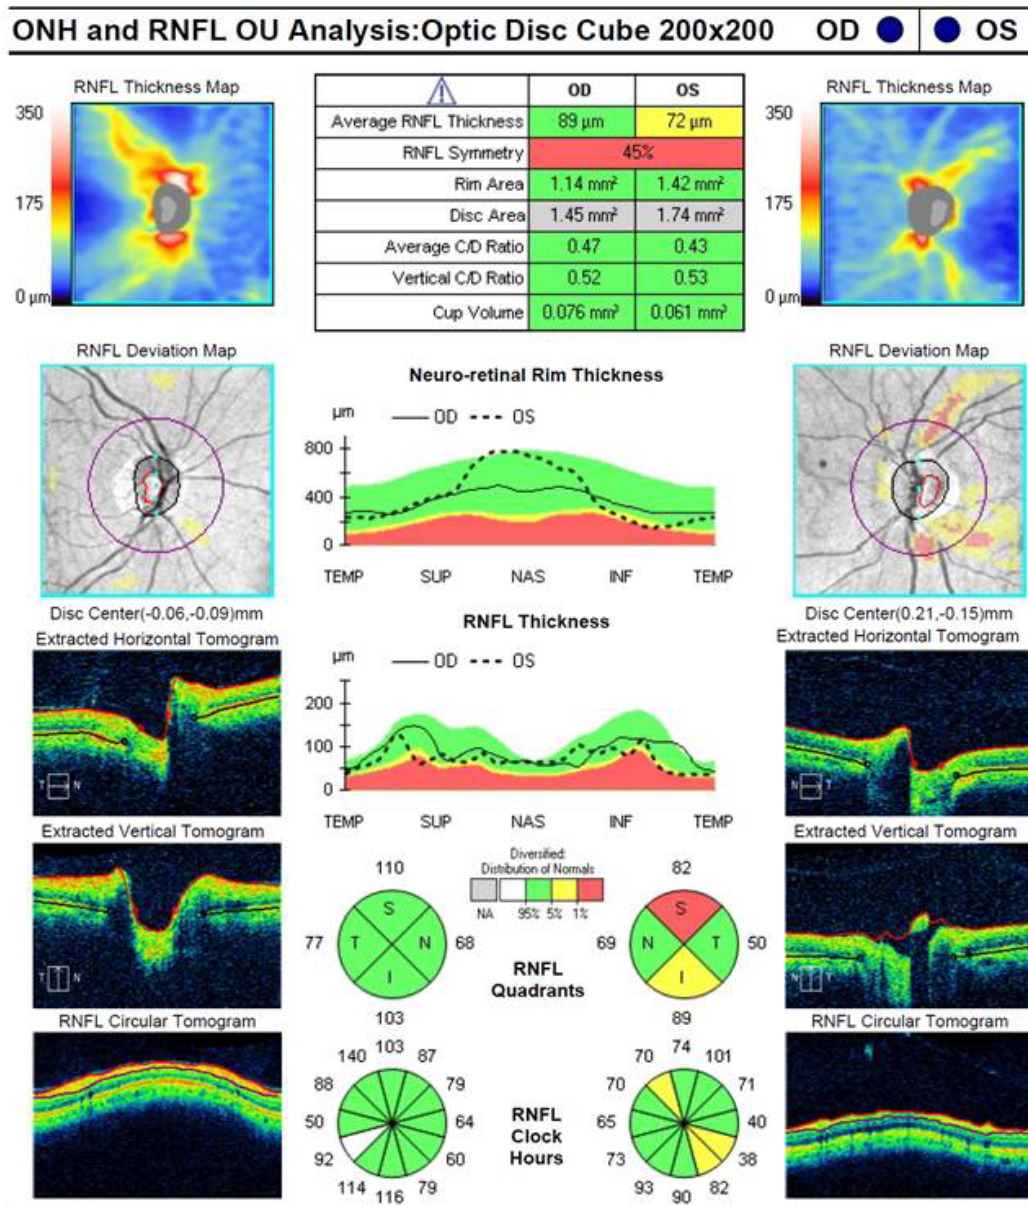 ONH and RNFL OU Analysis:Optic Disc Cube 200x200 OD OS
RNFL Thickness Map
350
175
0 µm
OD OS
Average RNFL Thickness 89 µm 72 µm
RNFL Symmetry 45%
Rim Area 1.14 mm² 1.42 mm²
Disc Area 1.45 mm² 1.74 mm²
Average C/D Ratio 0.47 0.43
Vertical C/D Ratio 0.52 0.53
Cup Volume 0.076 mm³ 0.061 mm³
RNFL Thickness Map
350
175
0 µm
RNFL Deviation Map
Disc Center(-0.06,-0.09)mm
Neuro-retinal Rim Thickness
µm OD OS
800
400
0
TEMP SUP NAS INF TEMP
RNFL Deviation Map
Disc Center(0.21,-0.15)mm
Extracted Horizontal Tomogram
T N
RNFL Thickness
µm OD OS
200
100
0
TEMP SUP NAS INF TEMP
Extracted Horizontal Tomogram
N T
Extracted Vertical Tomogram
T N
110
S
77 T N 68
I
103
Diversified:
Distribution of Normals
NA 95% 5% 1%
RNFL
Quadrants
82
S
69 N T 50
I
89
Extracted Vertical Tomogram
N T
RNFL Circular Tomogram
103
140 87
88 79
50 64
92 60
114 79
116
RNFL
Clock
Hours
74
70 101
70 71
65 40
73 38
93 82
90
RNFL Circular Tomogram